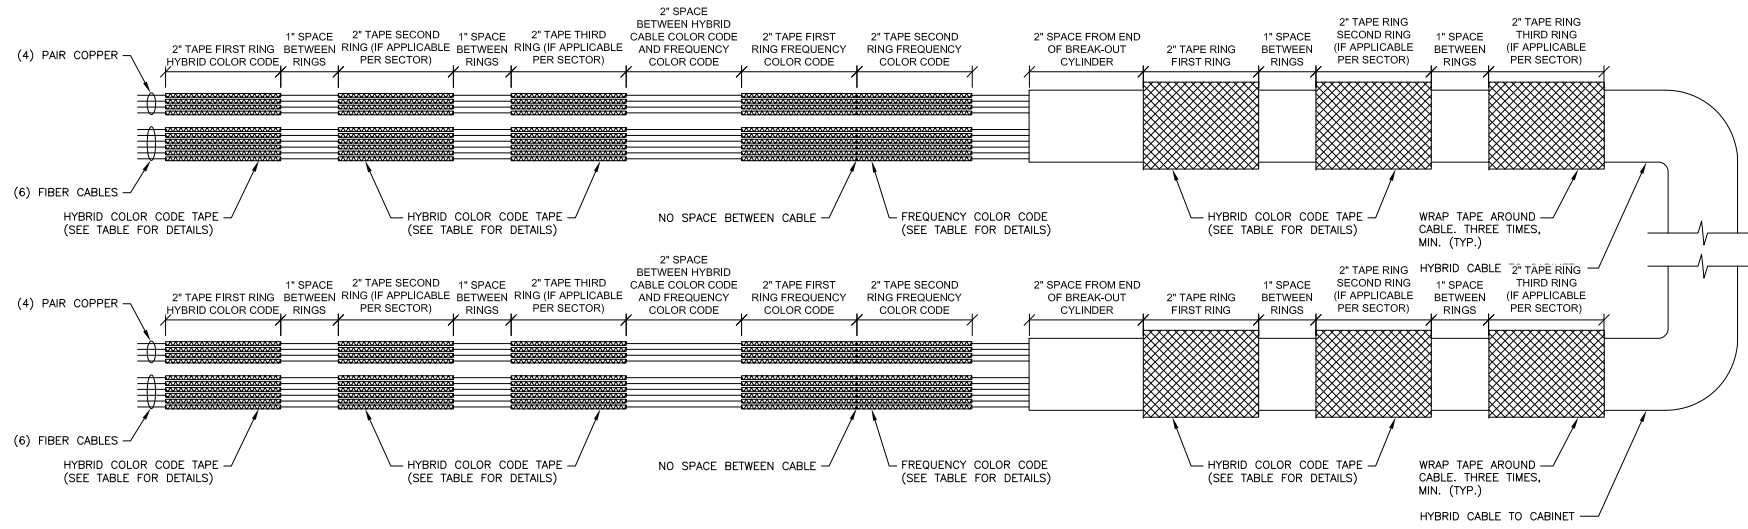 2" TAPE FIRST RING
HYBRID COLOR CODE
1" SPACE
BETWEEN
RINGS
2" TAPE SECOND
RING (IF APPLICABLE
PER SECTOR)
1" SPACE
BETWEEN
RINGS
2" TAPE THIRD
RING (IF APPLICABLE
PER SECTOR)
2" SPACE
BETWEEN HYBRID
CABLE COLOR CODE
AND FREQUENCY
COLOR CODE
2" TAPE FIRST
RING FREQUENCY
COLOR CODE
2" TAPE SECOND
RING FREQUENCY
COLOR CODE
2" SPACE FROM END
OF BREAK-OUT
CYLINDER
2" TAPE RING
FIRST RING
1" SPACE
BETWEEN
RINGS
2" TAPE RING
SECOND RING
(IF APPLICABLE
PER SECTOR)
1" SPACE
BETWEEN
RINGS
2" TAPE RING
THIRD RING
(IF APPLICABLE
PER SECTOR)
(4) PAIR COPPER
(6) FIBER CABLES
HYBRID COLOR CODE TAPE
(SEE TABLE FOR DETAILS)
HYBRID COLOR CODE TAPE
(SEE TABLE FOR DETAILS)
NO SPACE BETWEEN CABLE
FREQUENCY COLOR CODE
(SEE TABLE FOR DETAILS)
HYBRID COLOR CODE TAPE
(SEE TABLE FOR DETAILS)
WRAP TAPE AROUND
CABLE. THREE TIMES,
MIN. (TYP.)
HYBRID CABLE TO CABINET
2" TAPE FIRST RING
HYBRID COLOR CODE
1" SPACE
BETWEEN
RINGS
2" TAPE SECOND
RING (IF APPLICABLE
PER SECTOR)
1" SPACE
BETWEEN
RINGS
2" TAPE THIRD
RING (IF APPLICABLE
PER SECTOR)
2" SPACE
BETWEEN HYBRID
CABLE COLOR CODE
AND FREQUENCY
COLOR CODE
2" TAPE FIRST
RING FREQUENCY
COLOR CODE
2" TAPE SECOND
RING FREQUENCY
COLOR CODE
2" SPACE FROM END
OF BREAK-OUT
CYLINDER
2" TAPE RING
FIRST RING
1" SPACE
BETWEEN
RINGS
2" TAPE RING
SECOND RING
(IF APPLICABLE
PER SECTOR)
1" SPACE
BETWEEN
RINGS
2" TAPE RING
THIRD RING
(IF APPLICABLE
PER SECTOR)
(4) PAIR COPPER
(6) FIBER CABLES
HYBRID COLOR CODE TAPE
(SEE TABLE FOR DETAILS)
HYBRID COLOR CODE TAPE
(SEE TABLE FOR DETAILS)
NO SPACE BETWEEN CABLE
FREQUENCY COLOR CODE
(SEE TABLE FOR DETAILS)
HYBRID COLOR CODE TAPE
(SEE TABLE FOR DETAILS)
WRAP TAPE AROUND
CABLE. THREE TIMES,
MIN. (TYP.)
HYBRID CABLE TO CABINET